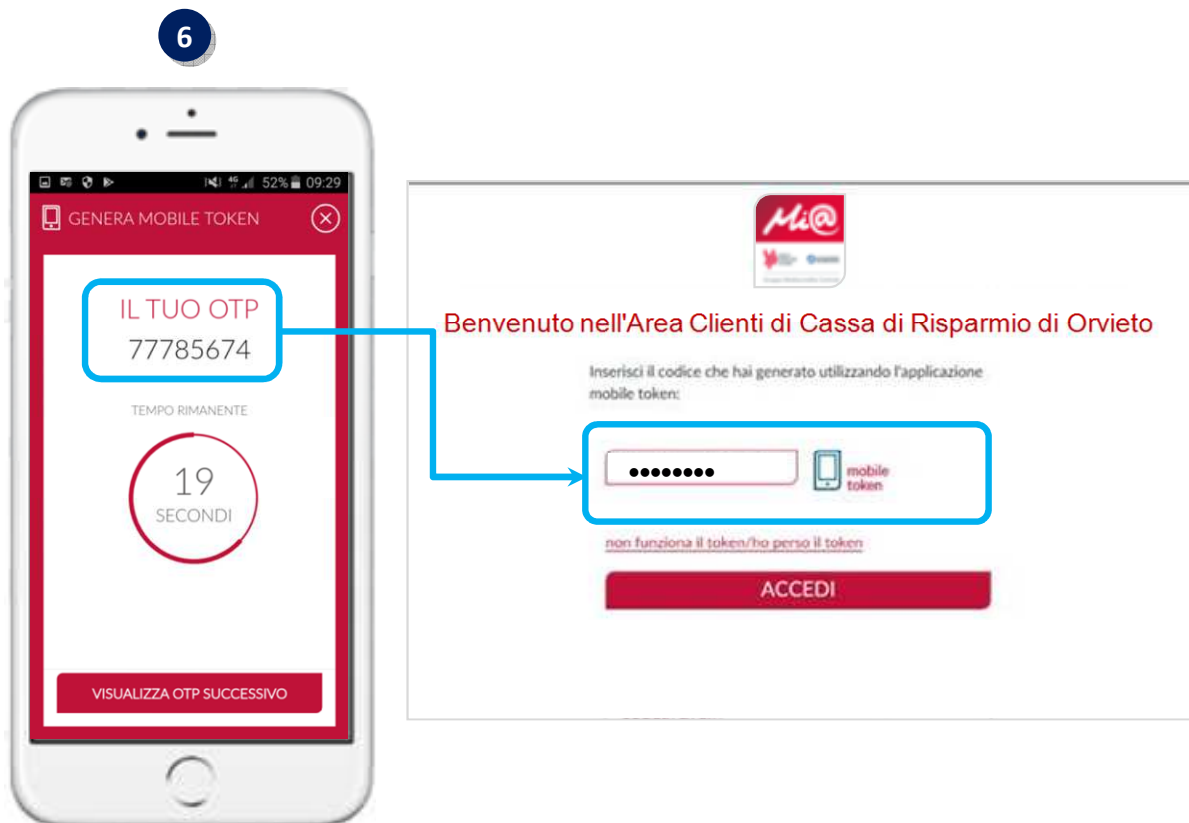 6
52% 09:29
GENERA MOBILE TOKEN
IL TUO OTP
77785674
TEMPO RIMANENTE
19
SECONDI
VISUALIZZA OTP SUCCESSIVO
Mi@
Benvenuto nell'Area Clienti di Cassa di Risparmio di Orvieto
Inserisci il codice che hai generato utilizzando l'applicazione
mobile token:
••••••••
mobile
token
non funziona il token/ho perso il token
ACCEDI